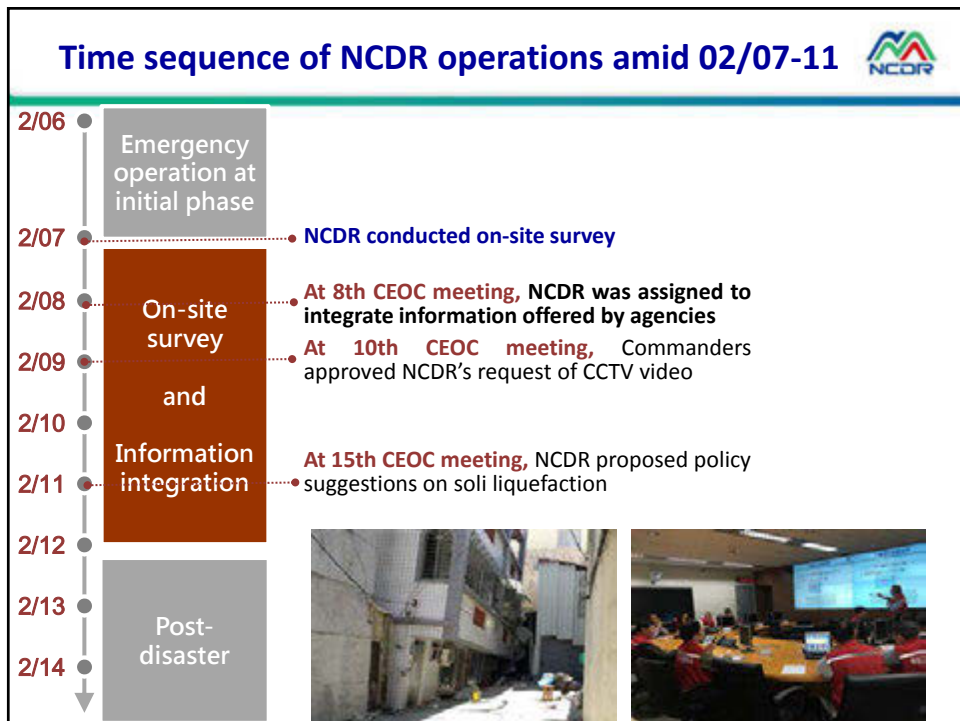 Time sequence of NCDR operations amid 02/07-11
NCDR
2/06
Emergency
operation at
initial phase
2/07
NCDR conducted on-site survey
2/08
At 8th CEOC meeting, NCDR was assigned to
integrate information offered by agencies
On-site
survey
2/09
At 10th CEOC meeting, Commanders
approved NCDR’s request of CCTV video
and
2/10
Information
integration
At 15th CEOC meeting, NCDR proposed policy
suggestions on soli liquefaction
2/11
2/12
2/13
Post-
disaster
2/14